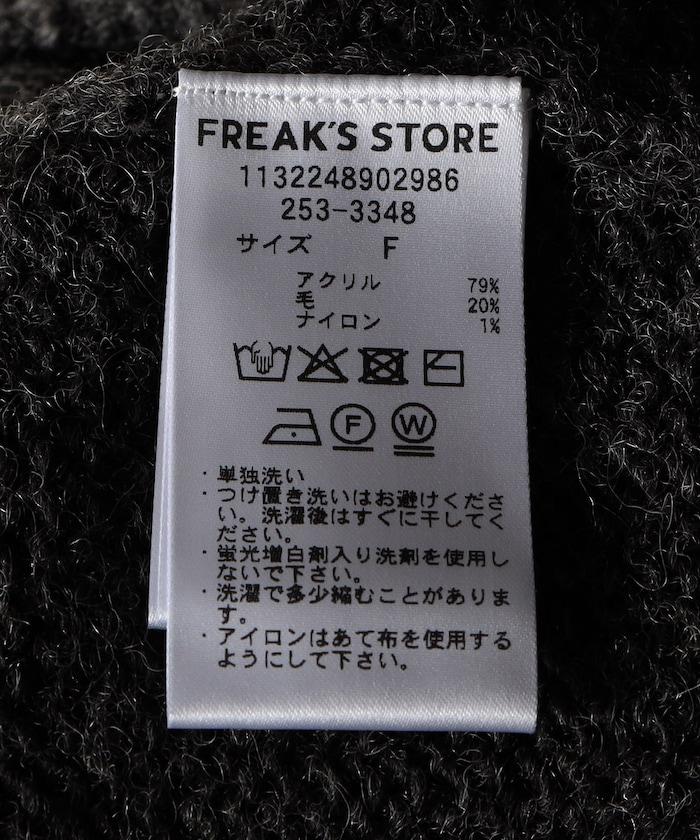 FREAK'S STORE
1132248902986
253-3348
サイズ F
アクリル 79%
毛 20%
ナイロン 1%
F W
・単独洗い
・つけ置き洗いはお避けくださ
い。洗濯後はすぐに干してく
ださい。
・蛍光増白剤入り洗剤を使用し
ないで下さい。
・洗濯で多少縮むことがありま
す。
・アイロンはあて布を使用する
ようにして下さい。